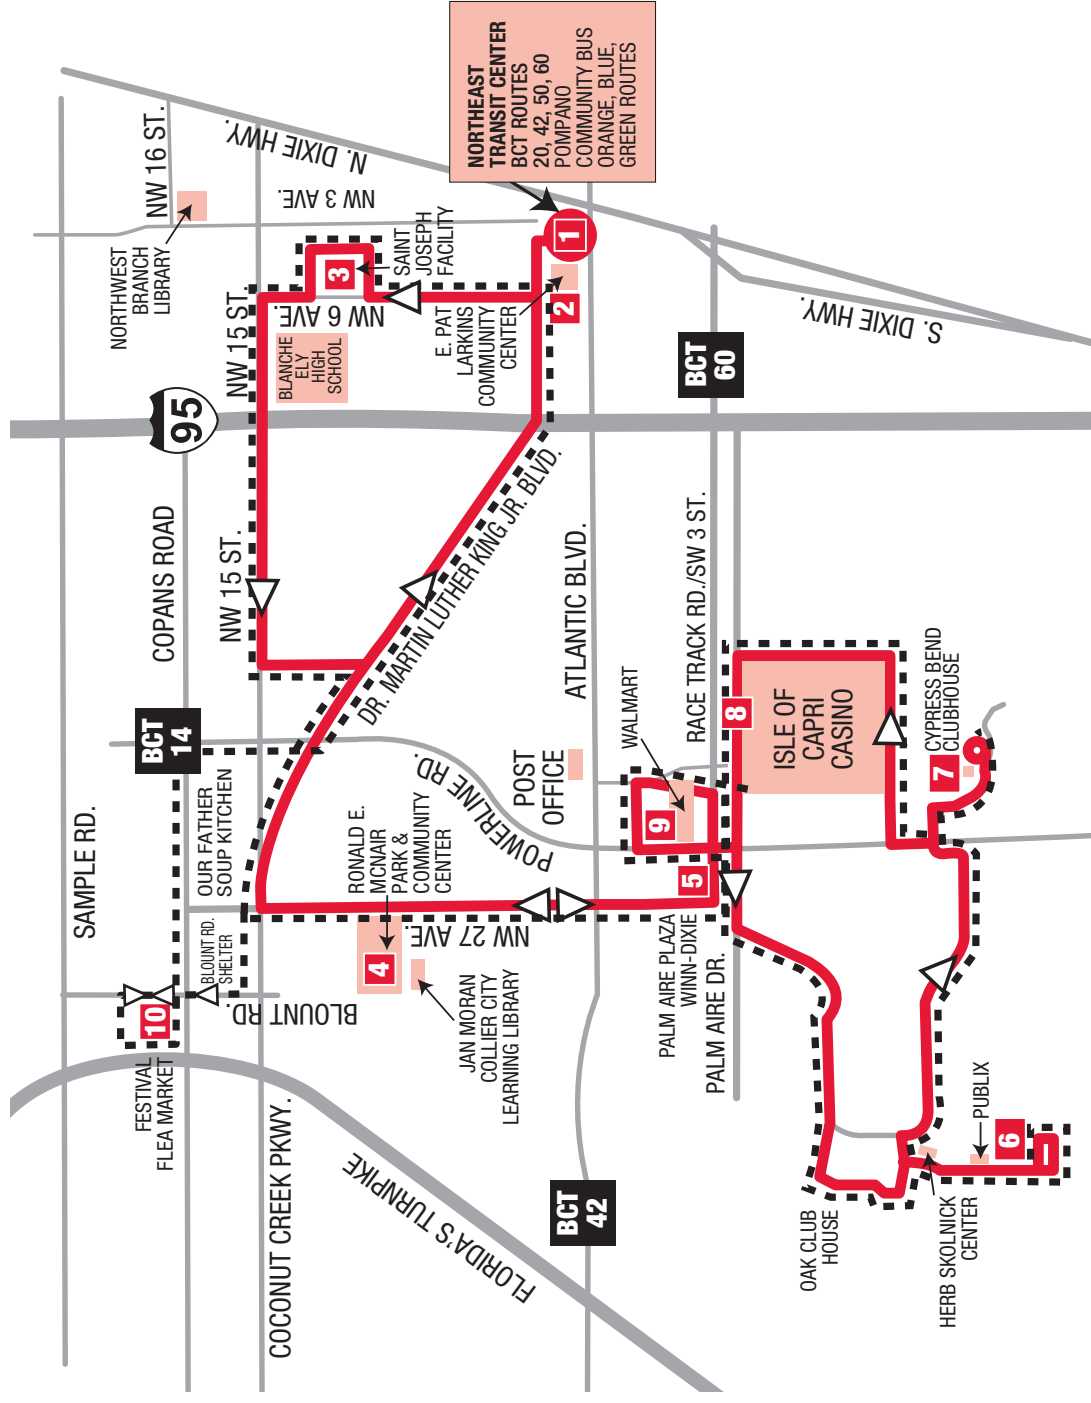 NORTHEAST
TRANSIT CENTER
BCT ROUTES
20, 42, 50, 60
POMPANO
COMMUNITY BUS
ORANGE, BLUE,
GREEN ROUTES
NW 16 ST.
N. DIXIE HWY.
NW 3 AVE.
NORTHWEST
BRANCH
LIBRARY
SAINT
JOSEPH
FACILITY
1
3
2
NW 15 ST.
NW 6 AVE.
E. PAT
LARKINS
COMMUNITY
CENTER
BLANCHE
ELY
HIGH
SCHOOL
S. DIXIE HWY.
BCT
60
95
COPANS ROAD
NW 15 ST.
DR. MARTIN LUTHER KING JR. BLVD.
ATLANTIC BLVD.
RACE TRACK RD./SW 3 ST.
BCT
14
WALMART
8
ISLE OF
CAPRI
CASINO
CYPRESS BEND
CLUBHOUSE
7
SAMPLE RD.
OUR FATHER
SOUP KITCHEN
POWERLINE RD.
POST
OFFICE
9
RONALD E.
MCNAIR
PARK &
COMMUNITY
CENTER
5
BLOUNT RD.
SHELTER
NW 27 AVE.
4
PALM AIRE PLAZA
WINN-DIXIE
PALM AIRE DR.
10
BLOUNT RD.
JAN MORAN
COLLIER CITY
LEARNING LIBRARY
FESTIVAL
FLEA MARKET
PUBLIX
6
COCONUT CREEK PKWY.
FLORIDA'S TURNPIKE
BCT
42
OAK CLUB
HOUSE
HERB SKOLNICK
CENTER